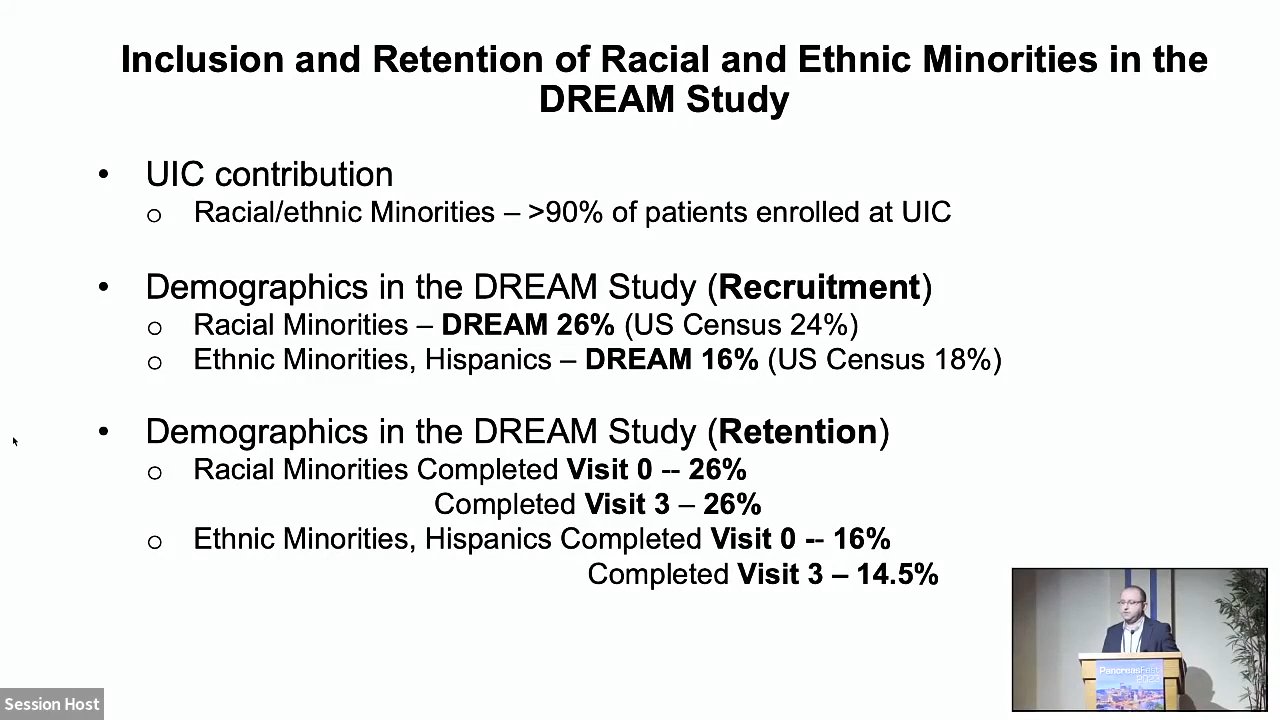 Inclusion and Retention of Racial and Ethnic Minorities in the
DREAM Study
• UIC contribution
o Racial/ethnic Minorities – >90% of patients enrolled at UIC
• Demographics in the DREAM Study (Recruitment)
o Racial Minorities – DREAM 26% (US Census 24%)
o Ethnic Minorities, Hispanics – DREAM 16% (US Census 18%)
• Demographics in the DREAM Study (Retention)
o Racial Minorities Completed Visit 0 -- 26%
Completed Visit 3 – 26%
o Ethnic Minorities, Hispanics Completed Visit 0 -- 16%
Completed Visit 3 – 14.5%
PancreasFest
2023
Session Host